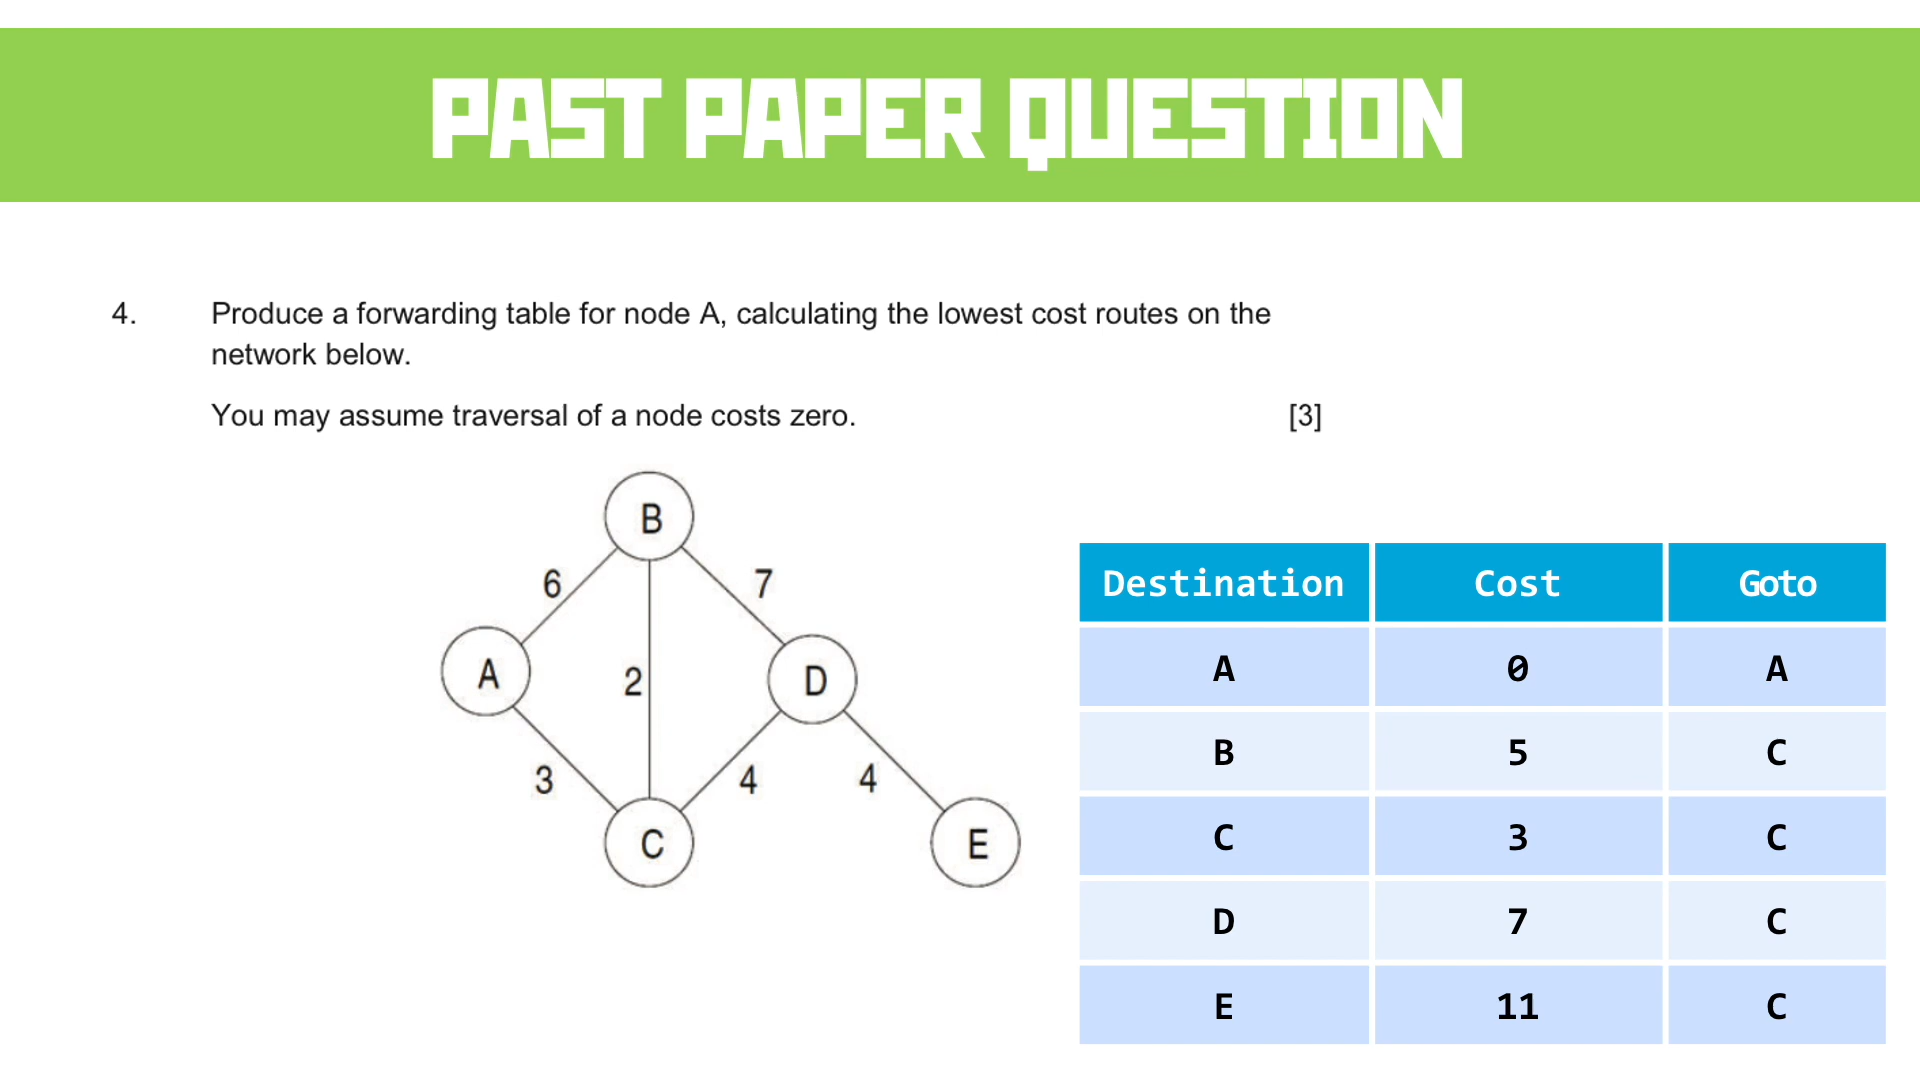 PAST PAPER QUESTION
4. Produce a forwarding table for node A, calculating the lowest cost routes on the
network below.
You may assume traversal of a node costs zero. [3]
B
6 7
A 2 D
3 4 4
C E
Destination Cost Goto
A 0 A
B 5 C
C 3 C
D 7 C
E 11 C